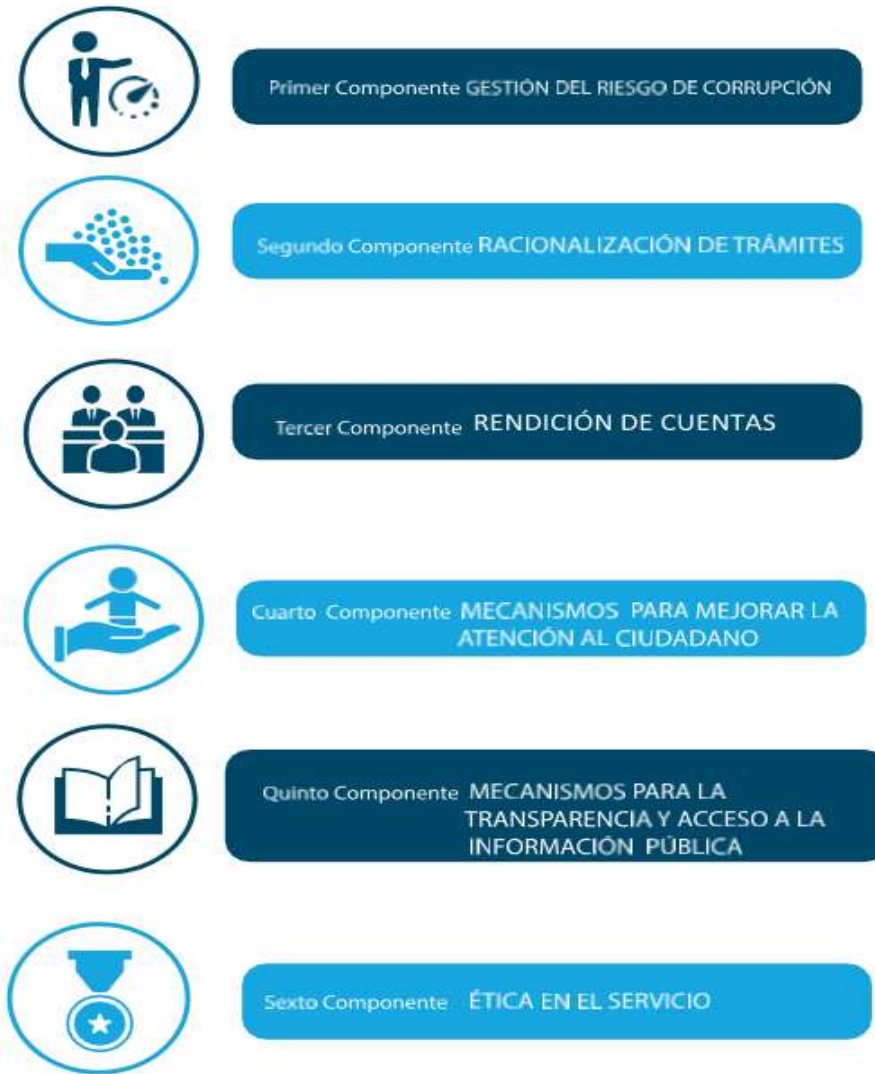 Primer Componente GESTIÓN DEL RIESGO DE CORRUPCIÓN
Segundo Componente RACIONALIZACIÓN DE TRÁMITES
Tercer Componente RENDICIÓN DE CUENTAS
Cuarto Componente MECANISMOS PARA MEJORAR LA
ATENCIÓN AL CIUDADANO
Quinto Componente MECANISMOS PARA LA
TRANSPARENCIA Y ACCESO A LA
INFORMACIÓN PÚBLICA
Sexto Componente ÉTICA EN EL SERVICIO